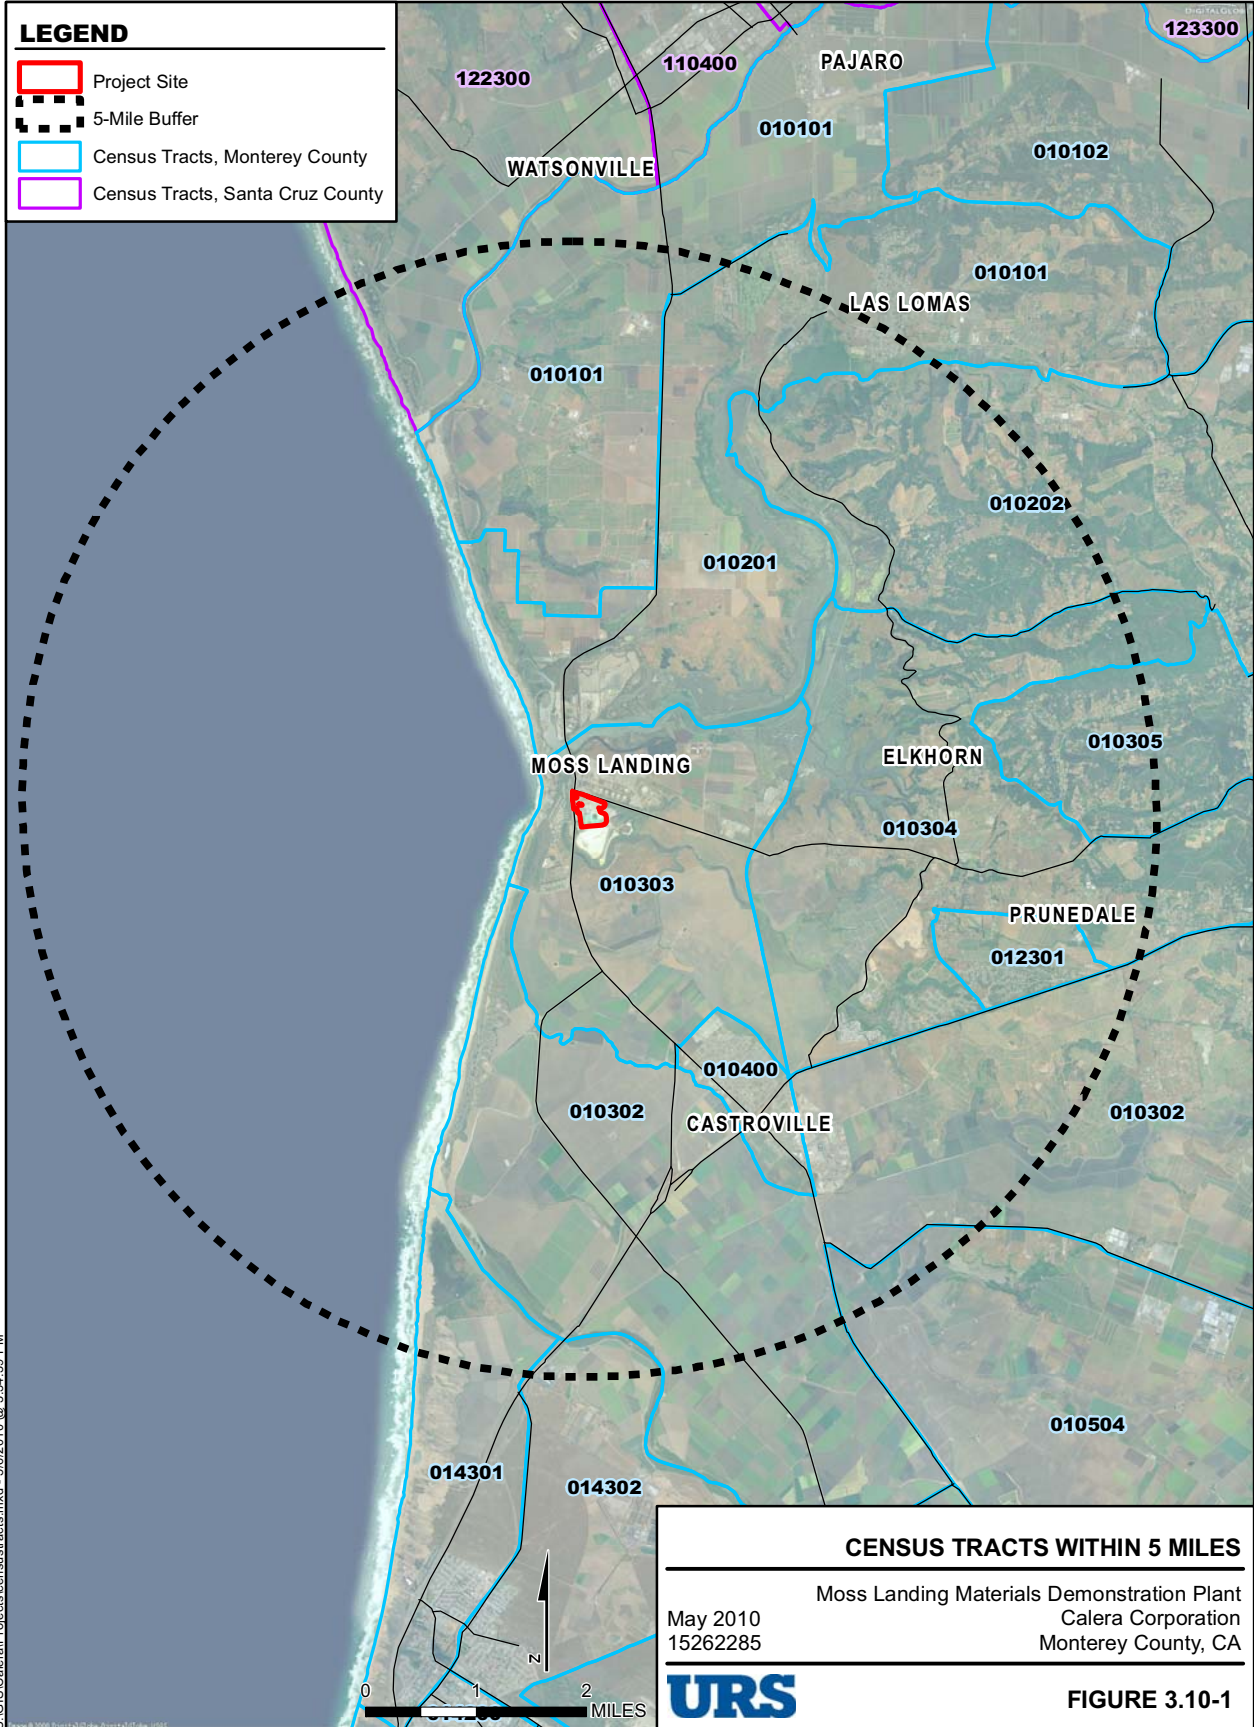 LEGEND
Project Site
5-Mile Buffer
Census Tracts, Monterey County
Census Tracts, Santa Cruz County
123300
110400
PAJARO
122300
010101
010102
WATSONVILLE
010101
LAS LOMAS
010101
010202
010201
010305
ELKHORN
MOSS LANDING
010304
010303
PRUNEDALE
012301
010400
010302
010302
CASTROVILLE
010504
014301
014302
N
0 1 2
MILES
CENSUS TRACTS WITHIN 5 MILES
Moss Landing Materials Demonstration Plant
May 2010 Calera Corporation
15262285 Monterey County, CA
URS
FIGURE 3.10-1